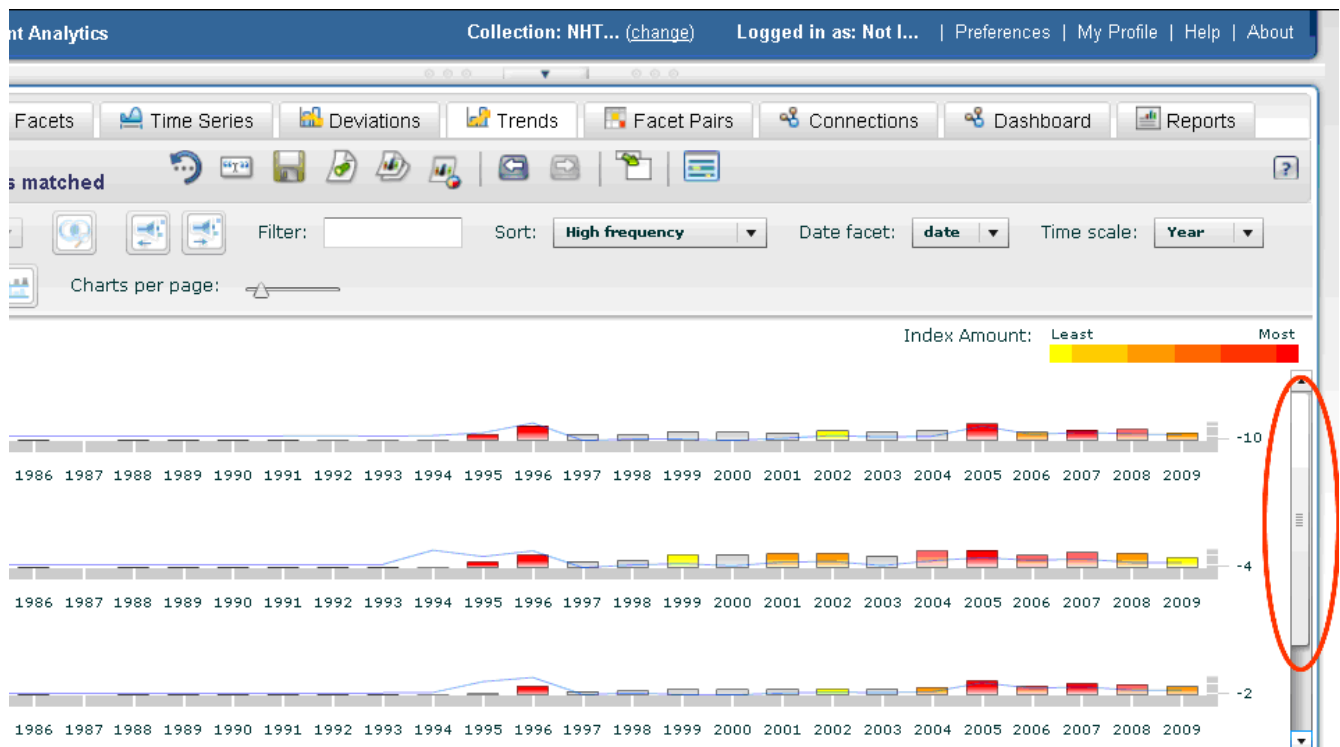 nt Analytics Collection: NHT... (change) Logged in as: Not I... | Preferences | My Profile | Help | About
Facets Time Series Deviations Trends Facet Pairs Connections Dashboard Reports
s matched ?
Filter: Sort: High frequency Date facet: date Time scale: Year
Charts per page:
Index Amount: Least Most
-10
1986 1987 1988 1989 1990 1991 1992 1993 1994 1995 1996 1997 1998 1999 2000 2001 2002 2003 2004 2005 2006 2007 2008 2009
-4
1986 1987 1988 1989 1990 1991 1992 1993 1994 1995 1996 1997 1998 1999 2000 2001 2002 2003 2004 2005 2006 2007 2008 2009
-2
1986 1987 1988 1989 1990 1991 1992 1993 1994 1995 1996 1997 1998 1999 2000 2001 2002 2003 2004 2005 2006 2007 2008 2009